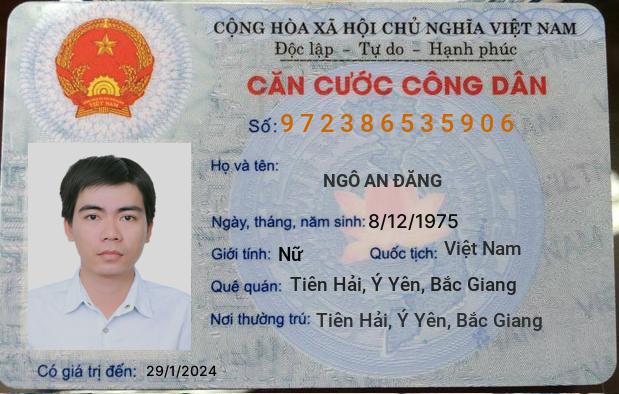 CỘNG HÒA XÃ HỘI CHỦ NGHĨA VIỆT NAM
Độc lập - Tự do - Hạnh phúc
CĂN CƯỚC CÔNG DÂN
Số: 972386535906
Họ và tên:
NGÔ AN ĐĂNG
Ngày, tháng, năm sinh: 8/12/1975
Giới tính: Nữ Quốc tịch: Việt Nam
Quê quán: Tiên Hải, Ý Yên, Bắc Giang
Nơi thường trú: Tiên Hải, Ý Yên, Bắc Giang
Có giá trị đến: 29/1/2024
VIỆT NAM